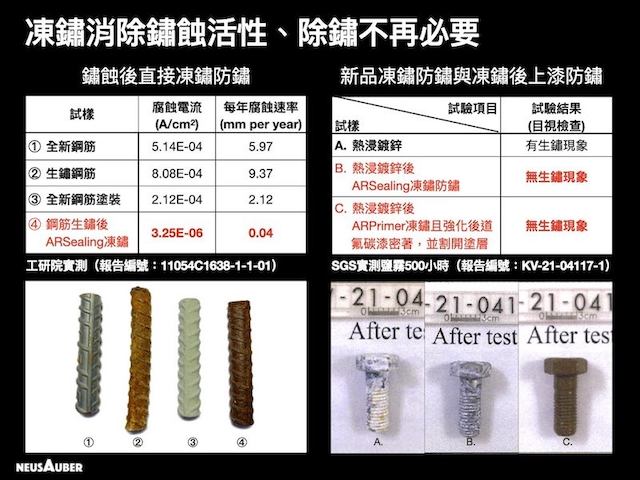 凍鏽消除鏽蝕活性、除鏽不再必要
鏽蝕後直接凍鏽防鏽
試樣 腐蝕電流 (A/cm²) 每年腐蝕速率 (mm per year)
① 全新鋼筋 5.14E-04 5.97
② 生鏽鋼筋 8.08E-04 9.37
③ 全新鋼筋塗裝 2.12E-04 2.12
④ 鋼筋生鏽後
ARSealing凍鏽 3.25E-06 0.04
工研院實測（報告編號：11054C1638-1-1-01）
① ② ③ ④
新品凍鏽防鏽與凍鏽後上漆防鏽
試驗項目
試樣
試驗結果
(目視檢查)
A. 熱浸鍍鋅 有生鏽現象
B. 熱浸鍍鋅後
ARSealing凍鏽防鏽 無生鏽現象
C. 熱浸鍍鋅後
ARPrimer凍鏽且強化後道
氟碳漆密著，並割開塗層 無生鏽現象
SGS實測鹽霧500小時（報告編號：KV-21-04117-1）
-21-04 -21-041 -21-041
0 3cm
After test After test After test
A. B. C.
NEUSAUBER